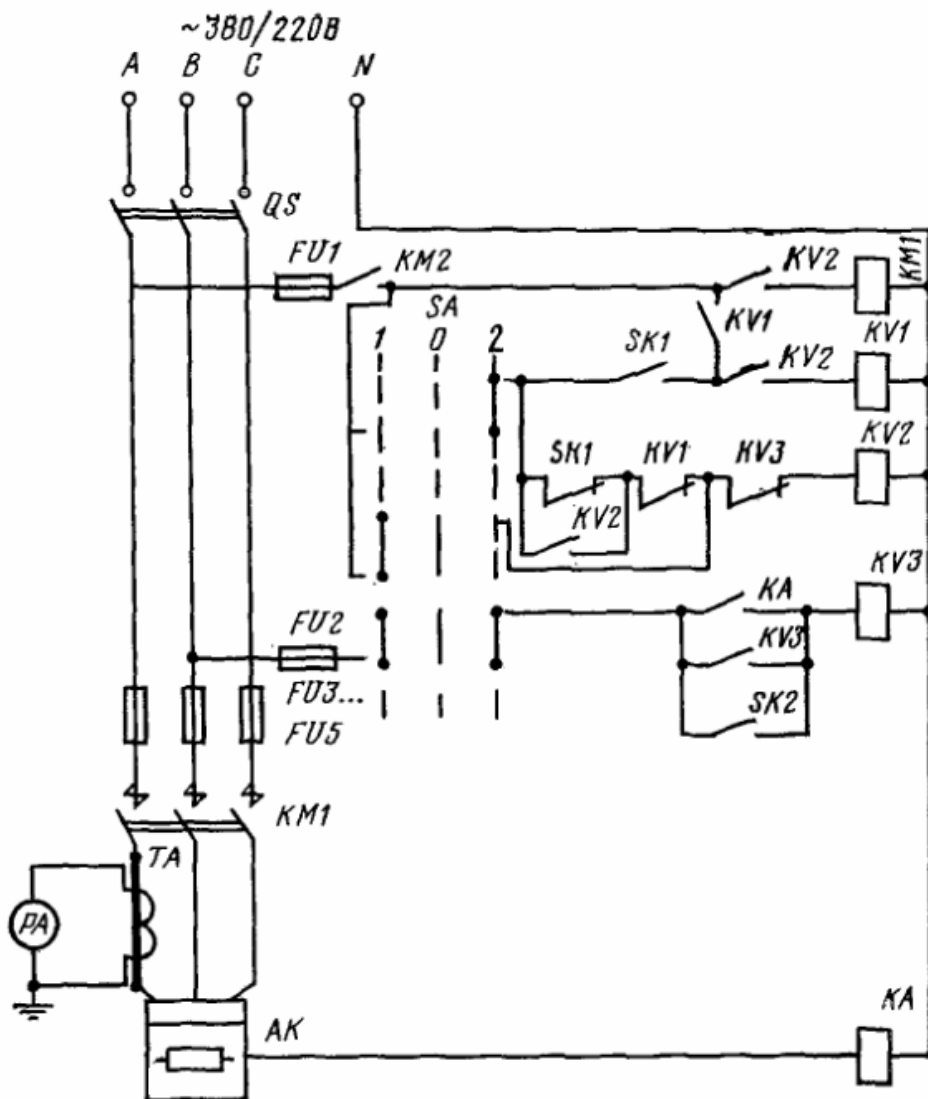 ~380/220В
A B C N
QS
FU1 KM2 KV2 KM1
SA
1 0 2
KV1
SK1 KV2 KV1
SK1 KV1 KV3 KV2
KV2
KA KV3
FU2
KV3
FU3...
FU5
SK2
KM1
TA
PA
AK
KA